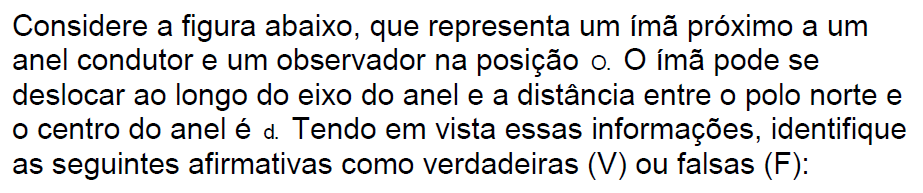 Considere a figura abaixo, que representa um ímã próximo a um
anel condutor e um observador na posição O. O ímã pode se
deslocar ao longo do eixo do anel e a distância entre o polo norte e
o centro do anel é d. Tendo em vista essas informações, identifique
as seguintes afirmativas como verdadeiras (V) ou falsas (F):